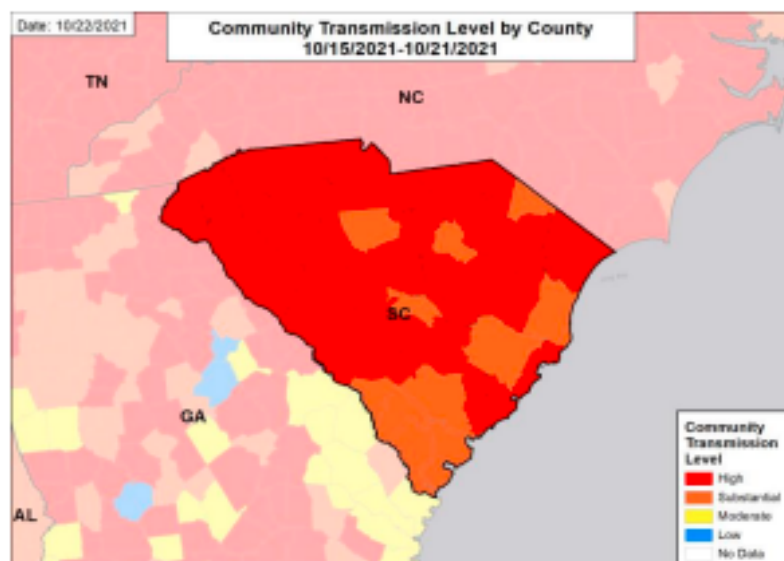 Date: 10/22/2021
Community Transmission Level by County
10/15/2021-10/21/2021
TN
NC
SC
GA
AL
Community
Transmission
Level
High
Substantial
Moderate
Low
No Data